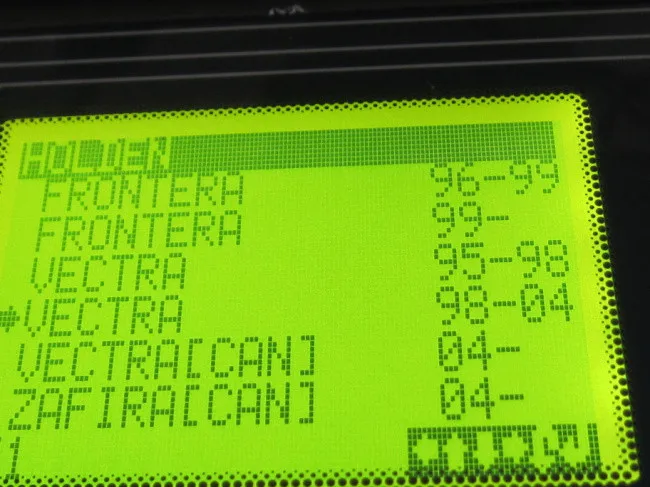 HOLDEN
FRONTERA 96-99
FRONTERA 99-
VECTRA 95-98
VECTRA 98-04
VECTRA[CAN] 04-
ZAFIRA[CAN] 04-